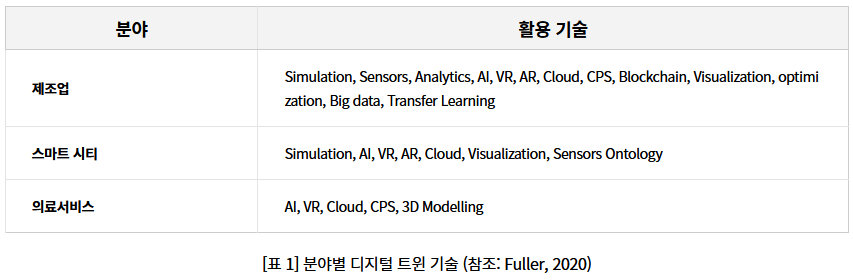 분야 활용 기술
제조업 Simulation, Sensors, Analytics, AI, VR, AR, Cloud, CPS, Blockchain, Visualization, optimi
zation, Big data, Transfer Learning
스마트 시티 Simulation, AI, VR, AR, Cloud, Visualization, Sensors Ontology
의료서비스 AI, VR, Cloud, CPS, 3D Modelling
[표 1] 분야별 디지털 트윈 기술 (참조: Fuller, 2020)